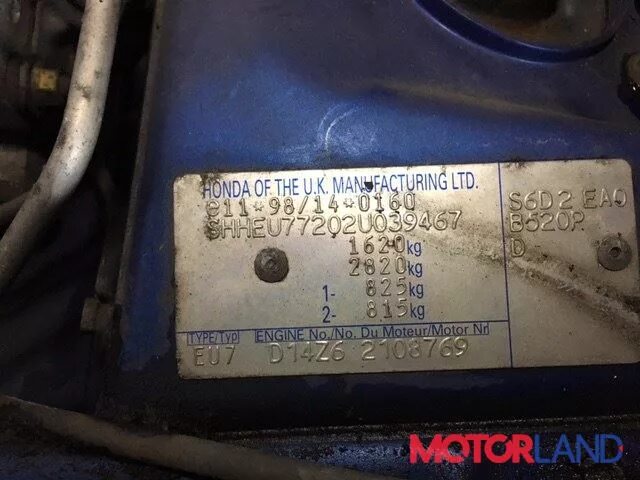 HONDA OF THE U.K. MANUFACTURING LTD.
e11*98/14*0160
SHHEU77202U039467
1620kg
2820kg
1- 825kg
2- 815kg
S6D2 EA0
B520P
D-
TYPE/Typ ENGINE No./No. Du Moteur/Motor Nr
EU7 D14Z6 2108769
MOTORLAND